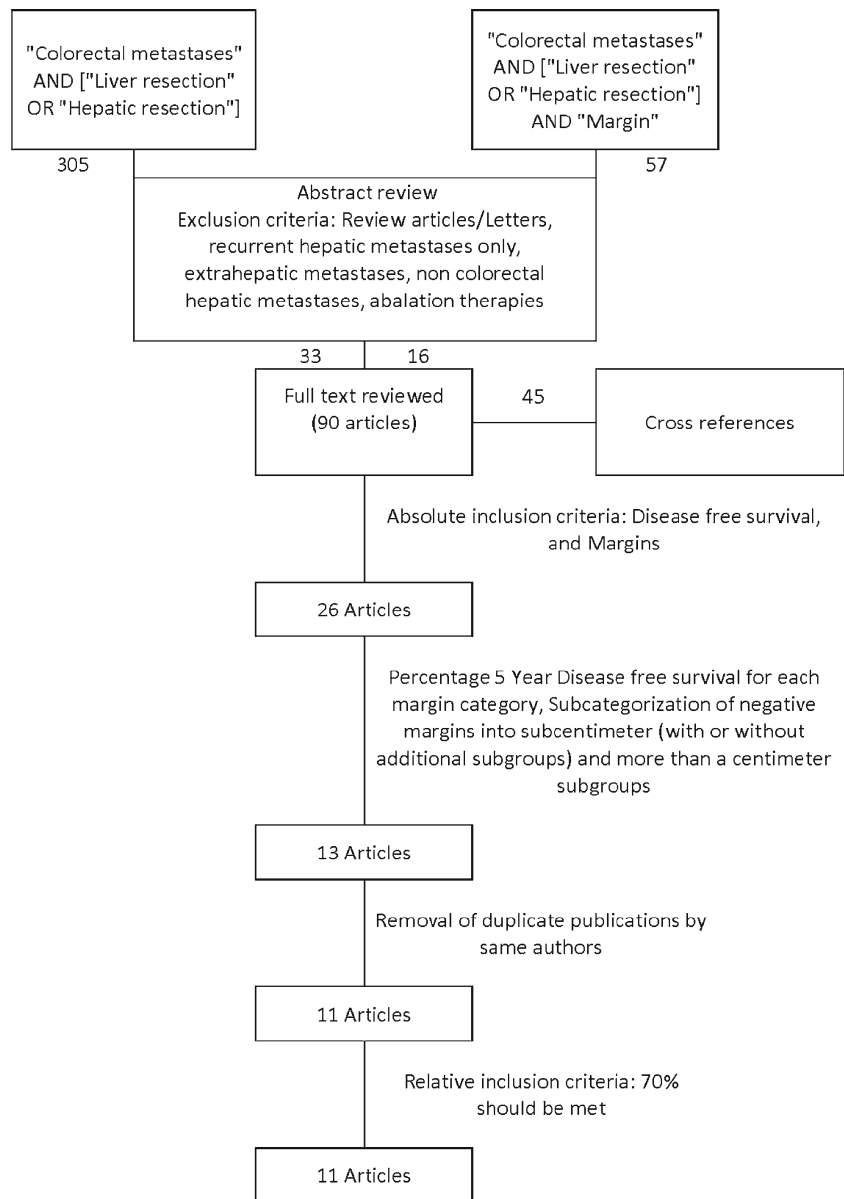 "Colorectal metastases"
AND ["Liver resection"
OR "Hepatic resection"]
"Colorectal metastases"
AND ["Liver resection"
OR "Hepatic resection"]
AND "Margin"
305
57
Abstract review
Exclusion criteria: Review articles/Letters,
recurrent hepatic metastases only,
extrahepatic metastases, non colorectal
hepatic metastases, abalation therapies
33
16
Full text reviewed
(90 articles)
45
Cross references
Absolute inclusion criteria: Disease free survival,
and Margins
26 Articles
Percentage 5 Year Disease free survival for each
margin category, Subcategorization of negative
margins into subcentimeter (with or without
additional subgroups) and more than a centimeter
subgroups
13 Articles
Removal of duplicate publications by
same authors
11 Articles
Relative inclusion criteria: 70%
should be met
11 Articles